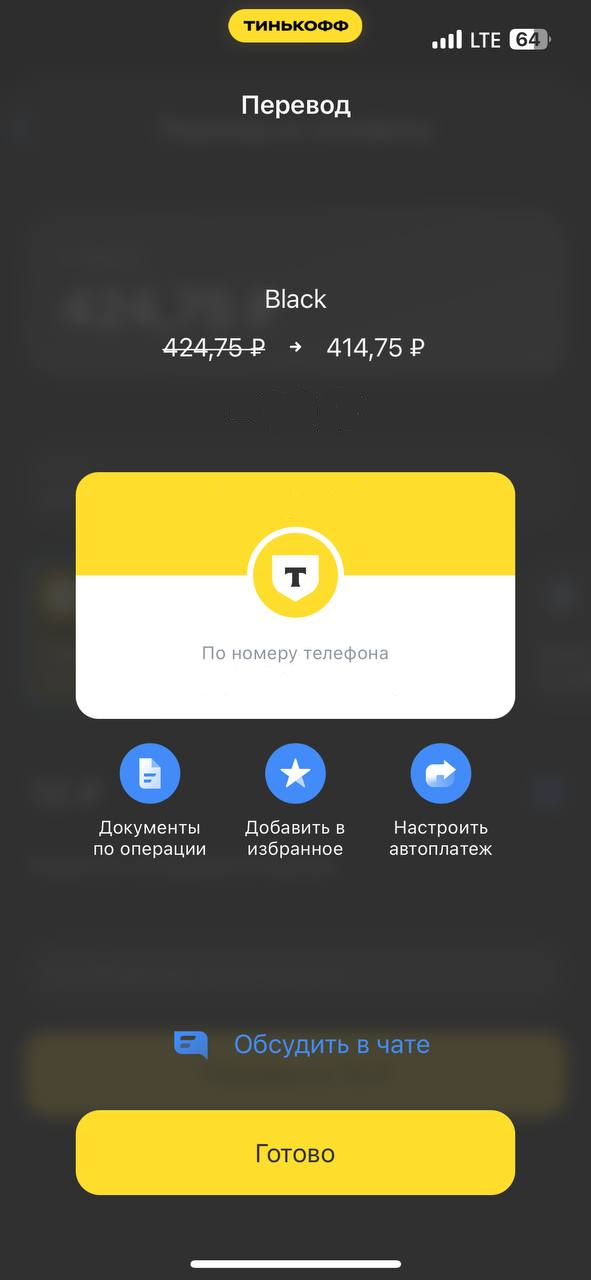 ТИНЬКОФФ
LTE 64
Перевод
Black
424,75 ₽ → 414,75 ₽
Т
По номеру телефона
Документы
по операции
Добавить в
избранное
Настроить
автоплатеж
Обсудить в чате
Готово